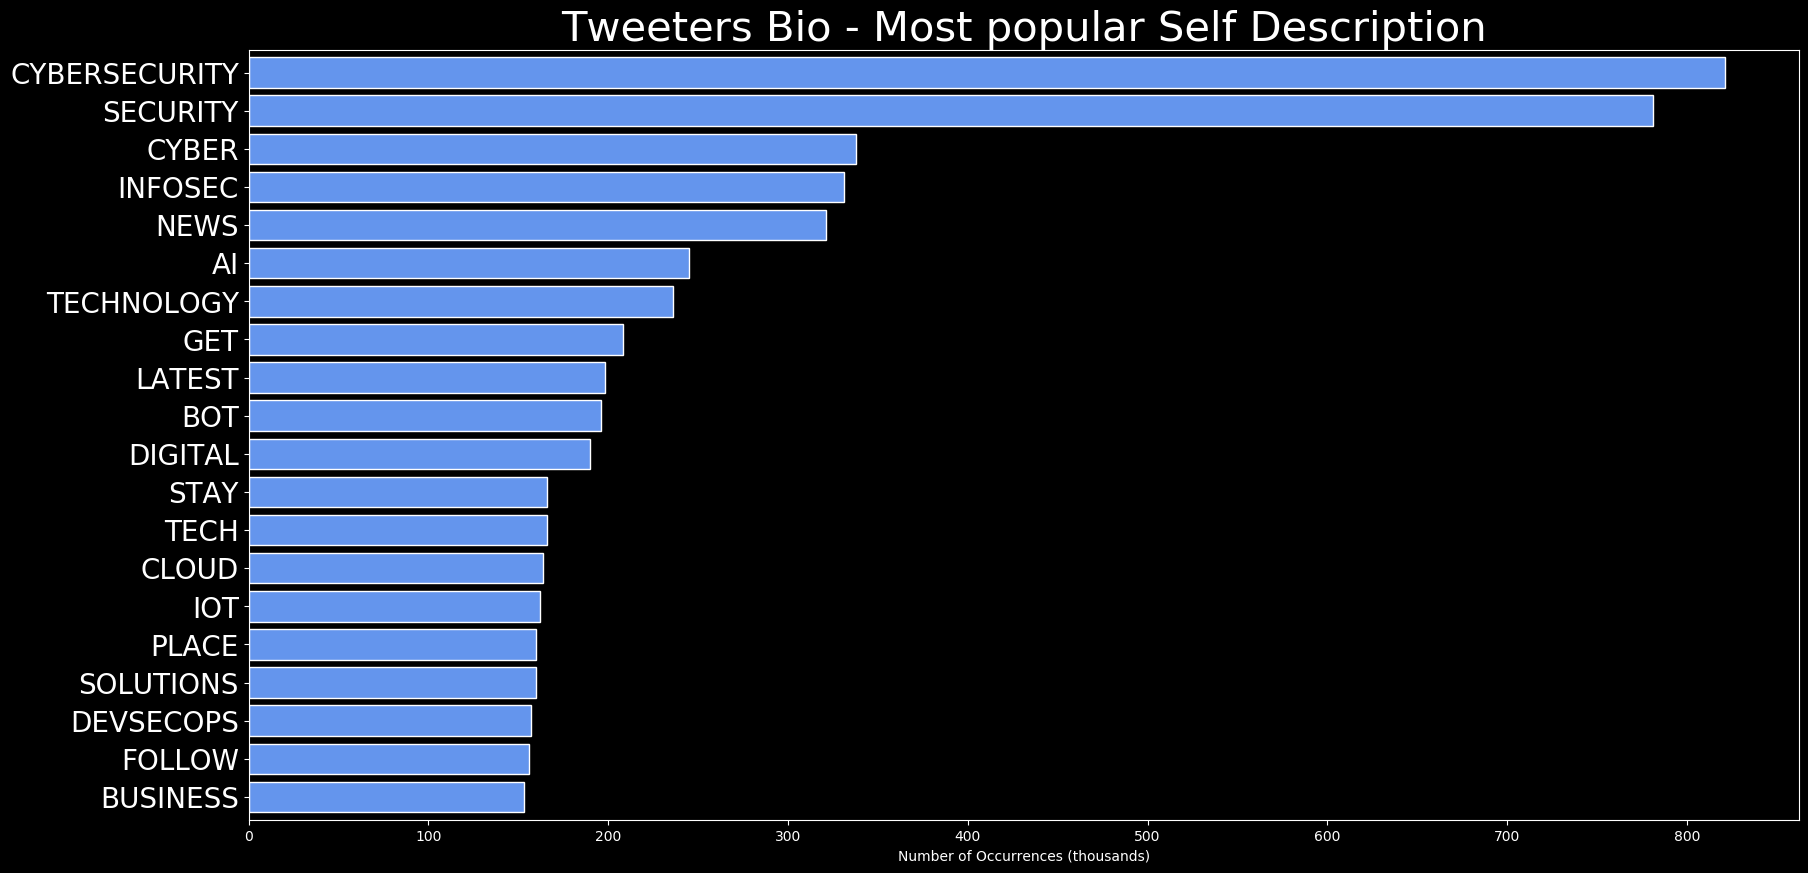 Tweeters Bio - Most popular Self Description
CYBERSECURITY
SECURITY
CYBER
INFOSEC
NEWS
AI
TECHNOLOGY
GET
LATEST
BOT
DIGITAL
STAY
TECH
CLOUD
IOT
PLACE
SOLUTIONS
DEVSECOPS
FOLLOW
BUSINESS
0 100 200 300 400 500 600 700 800
Number of Occurrences (thousands)